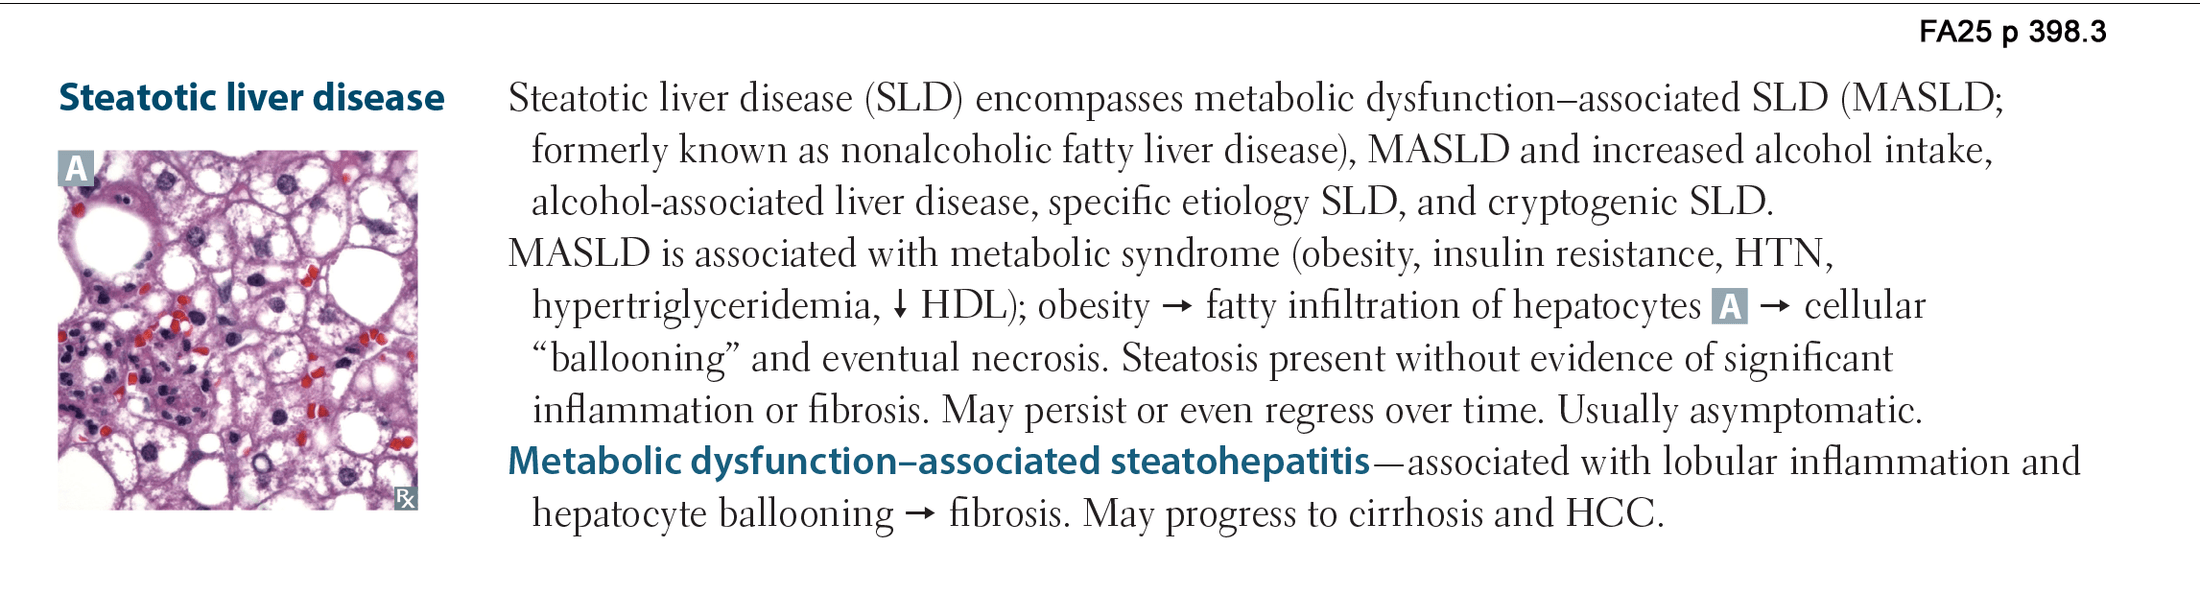 FA25 p 398.3
Steatotic liver disease
A
Rx
Steatotic liver disease (SLD) encompasses metabolic dysfunction–associated SLD (MASLD;
formerly known as nonalcoholic fatty liver disease), MASLD and increased alcohol intake,
alcohol-associated liver disease, specific etiology SLD, and cryptogenic SLD.
MASLD is associated with metabolic syndrome (obesity, insulin resistance, HTN,
hypertriglyceridemia, ↓ HDL); obesity → fatty infiltration of hepatocytes A → cellular
“ballooning” and eventual necrosis. Steatosis present without evidence of significant
inflammation or fibrosis. May persist or even regress over time. Usually asymptomatic.
Metabolic dysfunction–associated steatohepatitis—associated with lobular inflammation and
hepatocyte ballooning → fibrosis. May progress to cirrhosis and HCC.